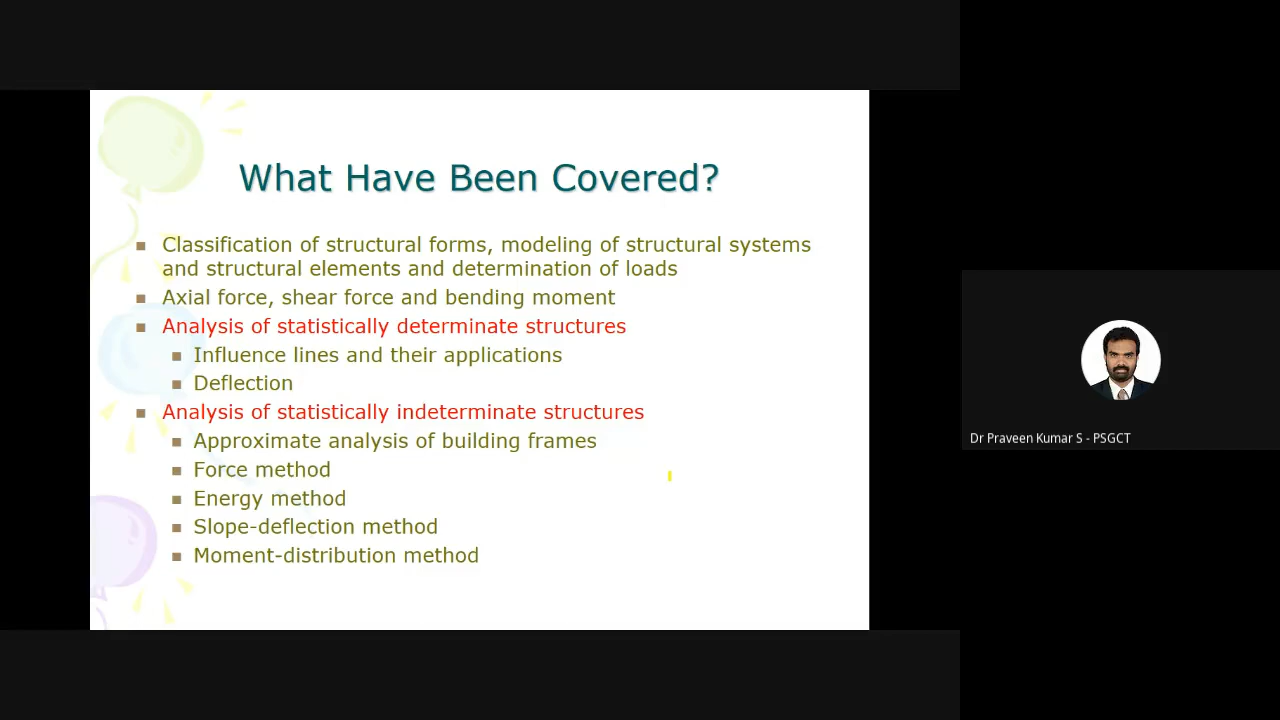 What Have Been Covered?
Classification of structural forms, modeling of structural systems
and structural elements and determination of loads
Axial force, shear force and bending moment
Analysis of statistically determinate structures
Influence lines and their applications
Deflection
Analysis of statistically indeterminate structures
Approximate analysis of building frames
Force method
Energy method
Slope-deflection method
Moment-distribution method
Dr Praveen Kumar S - PSGCT